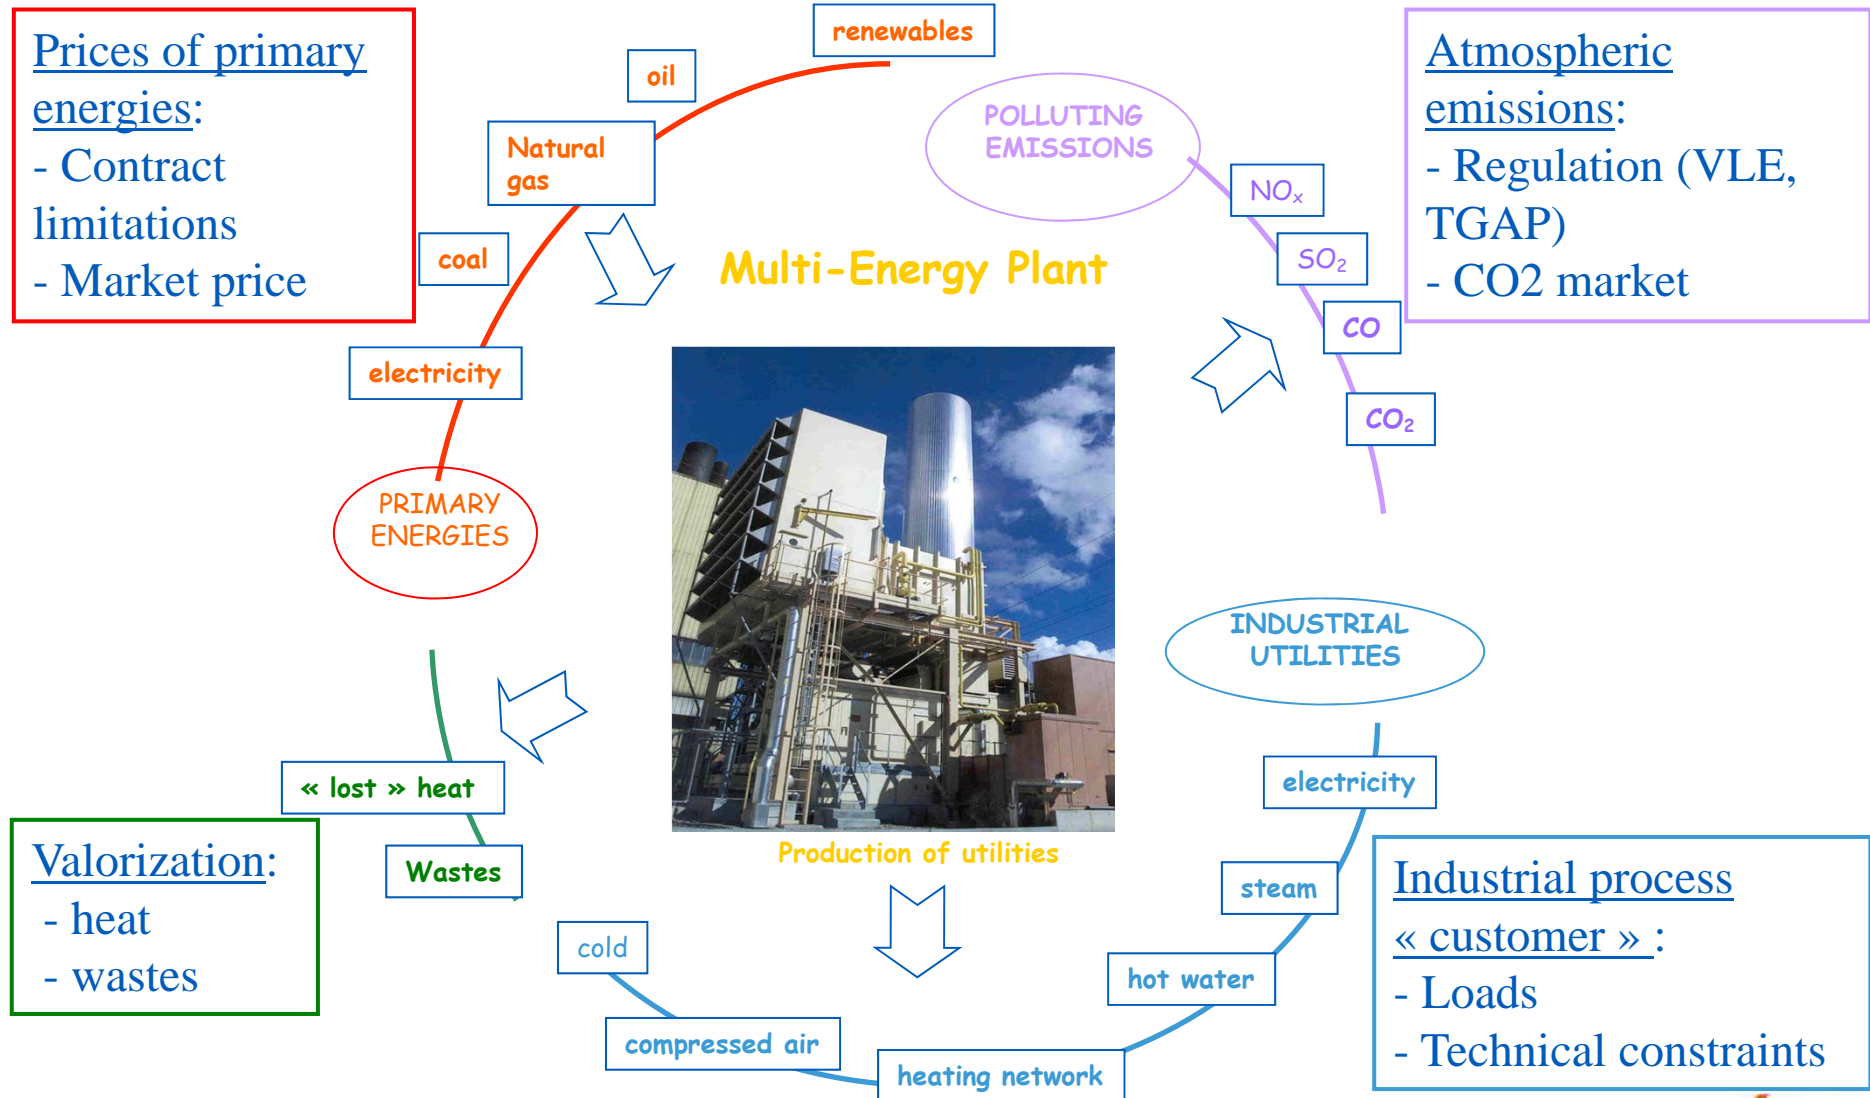 Prices of primary
energies:
- Contract
limitations
- Market price
renewables
oil
Natural
gas
coal
electricity
PRIMARY
ENERGIES
Multi-Energy Plant
POLLUTING
EMISSIONS
NOₓ
SO₂
CO
CO₂
Atmospheric
emissions:
- Regulation (VLE,
TGAP)
- CO2 market
INDUSTRIAL
UTILITIES
electricity
steam
hot water
heating network
compressed air
cold
Production of utilities
« lost » heat
Wastes
Valorization:
- heat
- wastes
Industrial process
« customer » :
- Loads
- Technical constraints